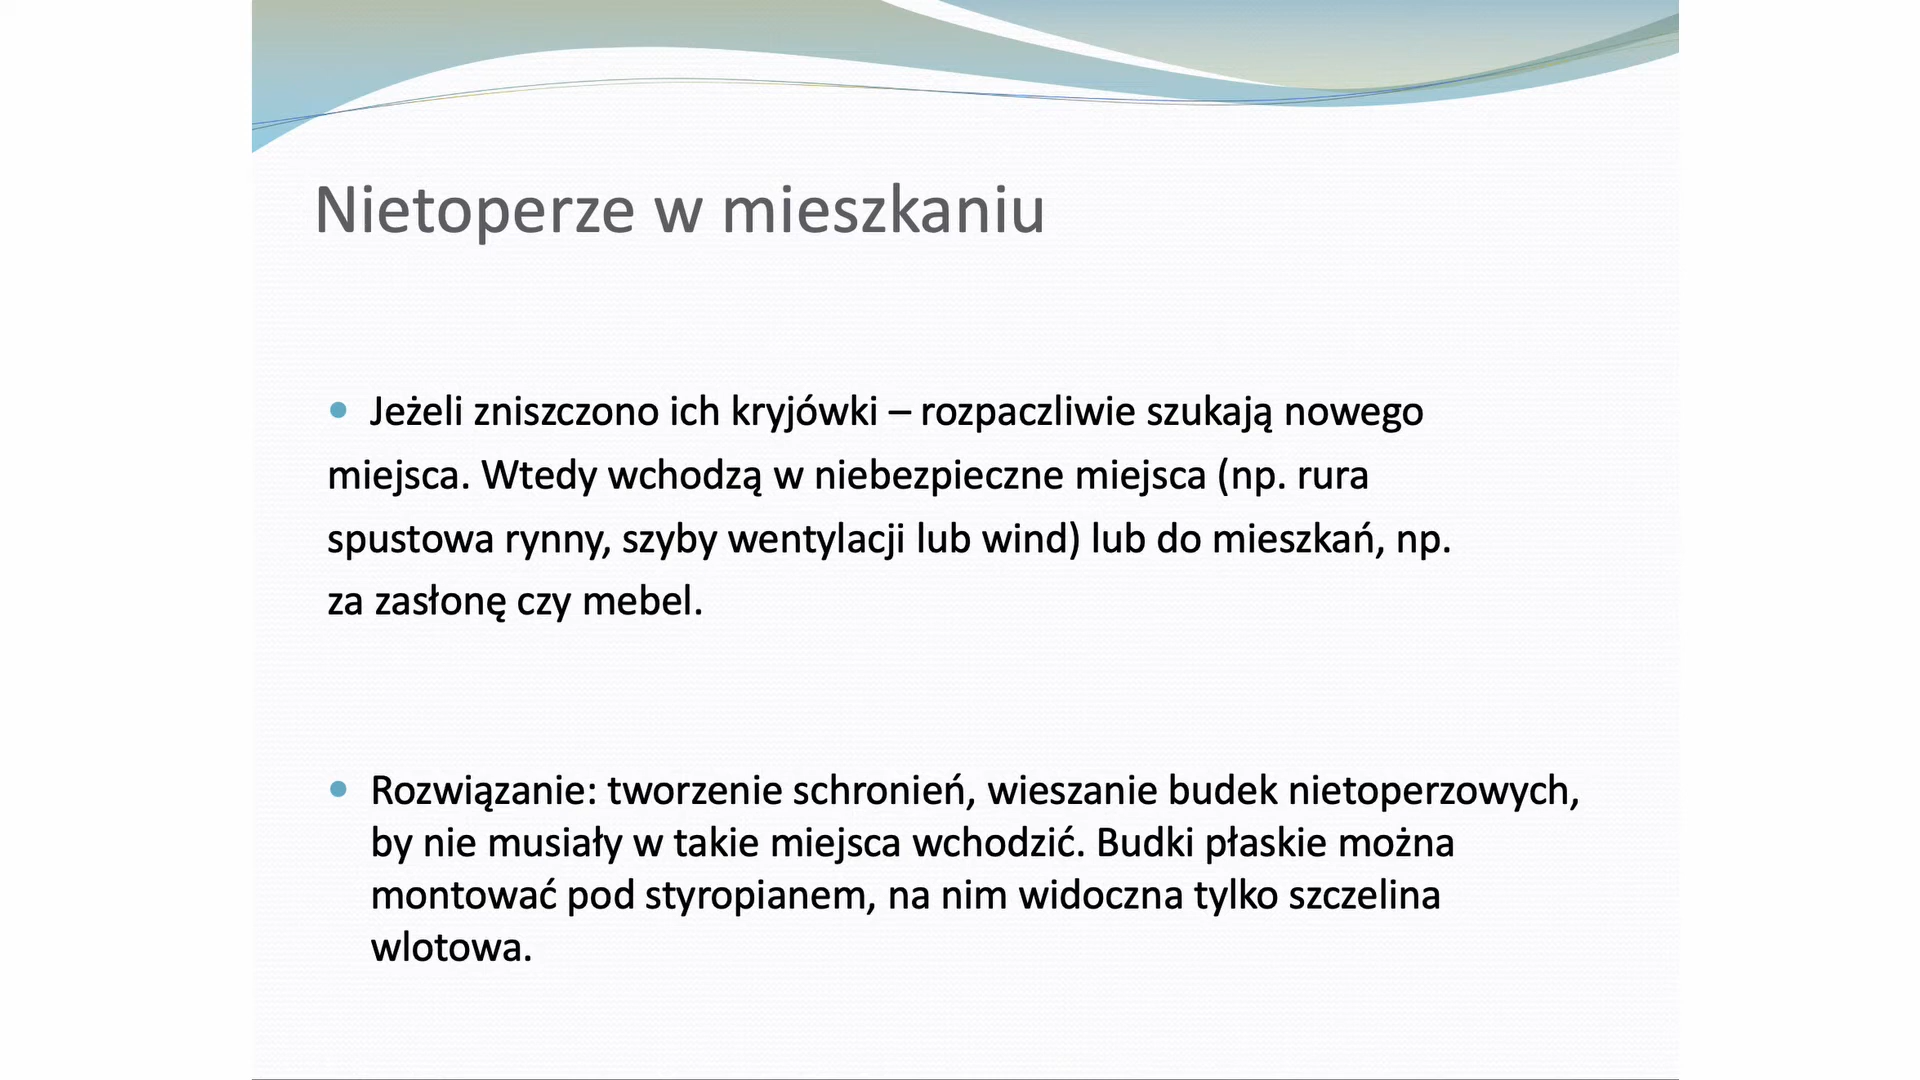 Nietoperze w mieszkaniu
• Jeżeli zniszczono ich kryjówki – rozpaczliwie szukają nowego
miejsca. Wtedy wchodzą w niebezpieczne miejsca (np. rura
spustowa rynny, szyby wentylacji lub wind) lub do mieszkań, np.
za zasłonę czy mebel.
• Rozwiązanie: tworzenie schronień, wieszanie budek nietoperzowych,
by nie musiały w takie miejsca wchodzić. Budki płaskie można
montować pod styropianem, na nim widoczna tylko szczelina
wlotowa.